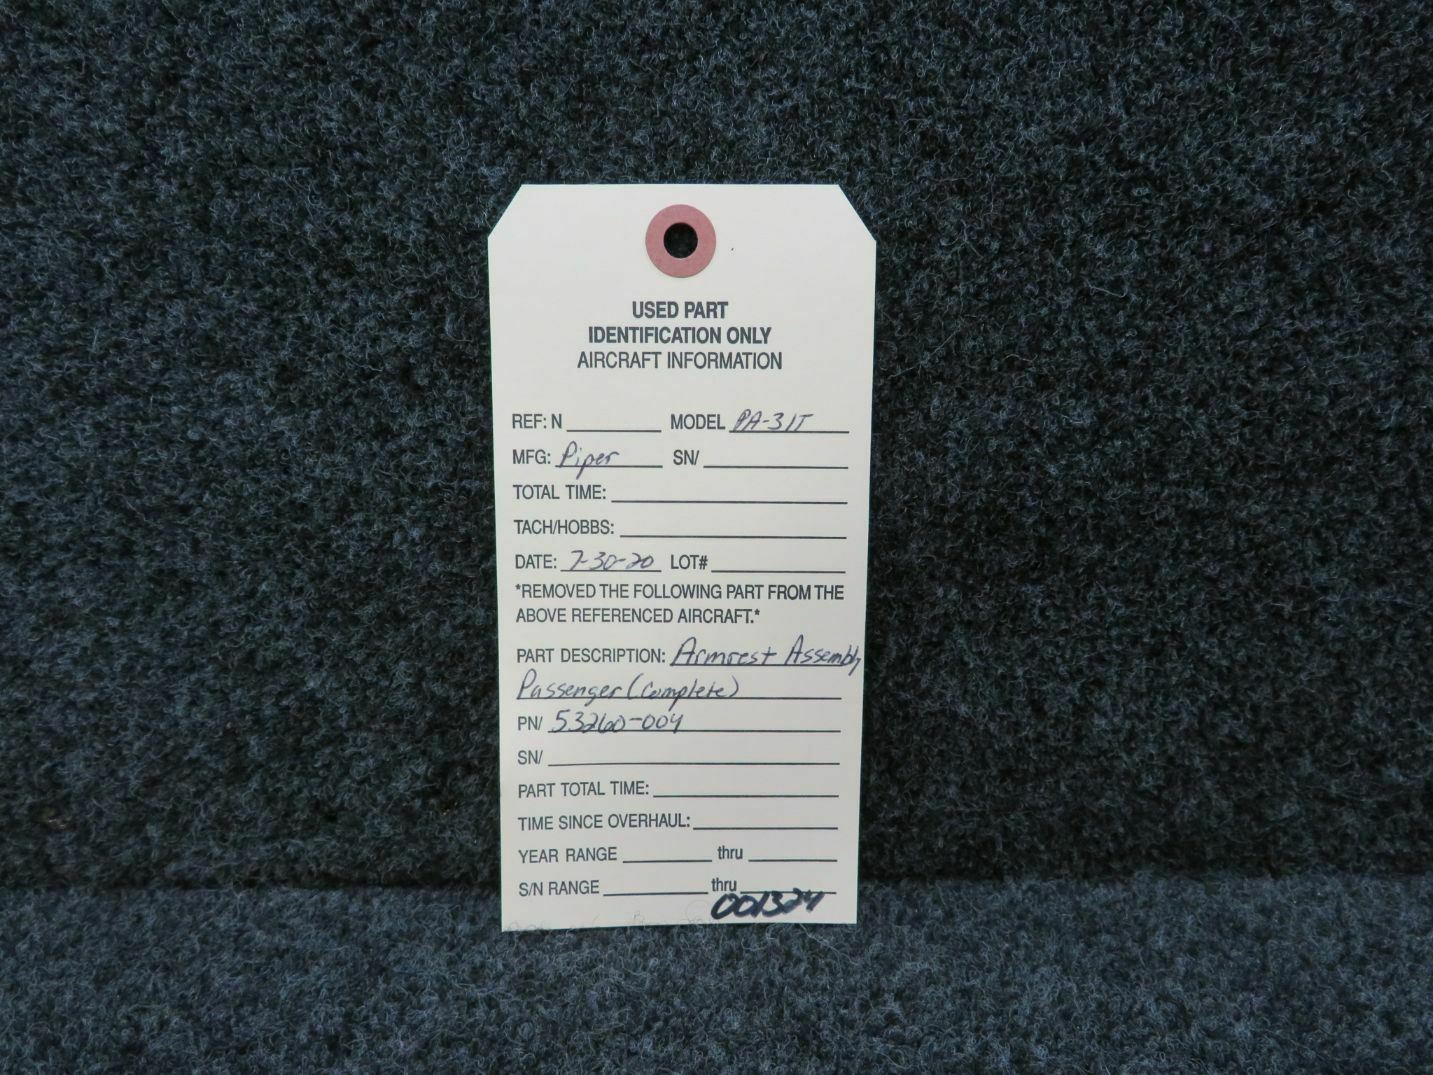 USED PART
IDENTIFICATION ONLY
AIRCRAFT INFORMATION
REF: N MODEL PA-31T
MFG: Piper SN/
TOTAL TIME:
TACH/HOBBS:
DATE: 7-30-20 LOT#
*REMOVED THE FOLLOWING PART FROM THE
ABOVE REFERENCED AIRCRAFT.*
PART DESCRIPTION: Armrest Assembly
Passenger (Complete)
PN/ 53260-004
SN/
PART TOTAL TIME:
TIME SINCE OVERHAUL:
YEAR RANGE thru
S/N RANGE thru
001324